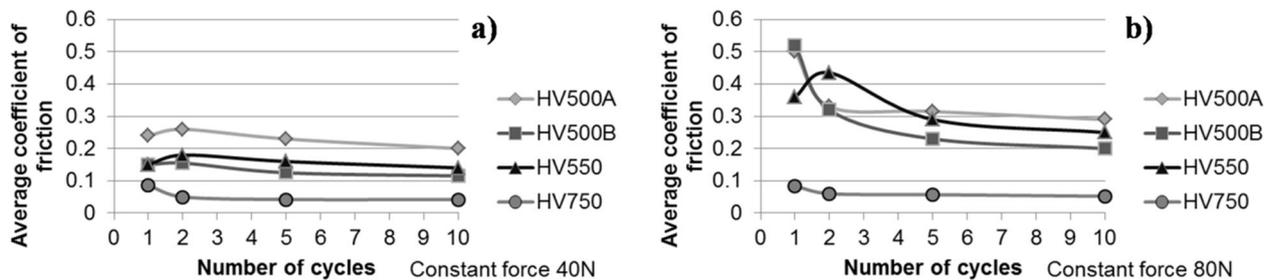 a)
Average coefficient of
friction
0.6
0.5
0.4
0.3
0.2
0.1
0
0 1 2 3 4 5 6 7 8 9 10
Number of cycles
Constant force 40N
HV500A
HV500B
HV550
HV750
b)
Average coefficient of
friction
0.6
0.5
0.4
0.3
0.2
0.1
0
0 1 2 3 4 5 6 7 8 9 10
Number of cycles
Constant force 80N
HV500A
HV500B
HV550
HV750